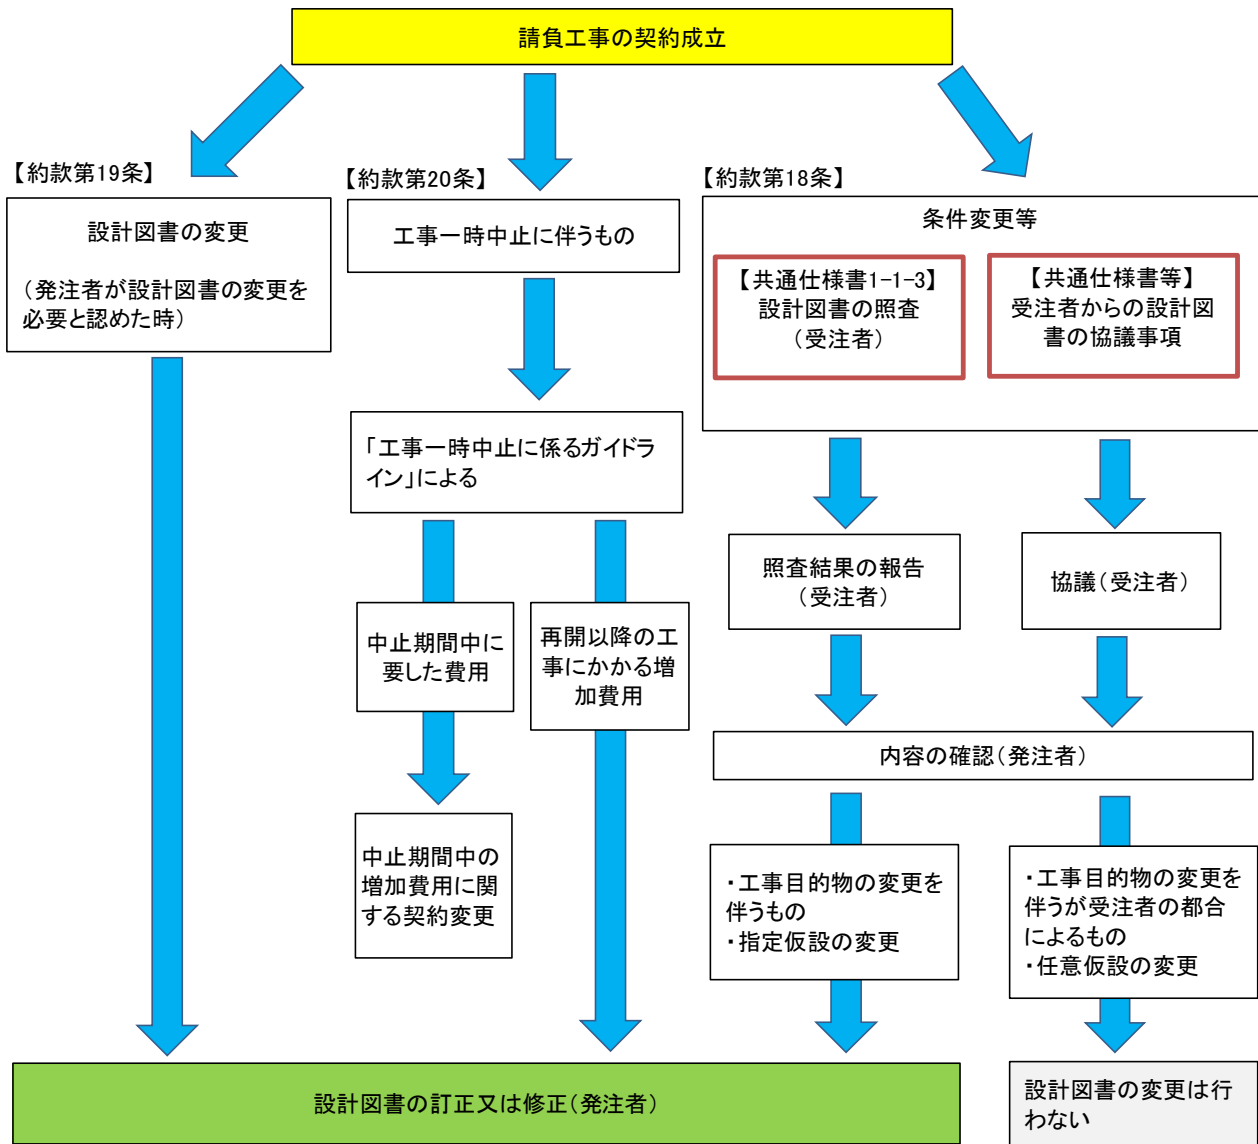 請負工事の契約成立
【約款第19条】
設計図書の変更
(発注者が設計図書の変更を
必要と認めた時)
【約款第20条】
工事一時中止に伴うもの
「工事一時中止に係るガイドラ
イン」による
中止期間中に
要した費用
再開以降の工
事にかかる増
加費用
中止期間中の
増加費用に関
する契約変更
【約款第18条】
条件変更等
【共通仕様書1-1-3】
設計図書の照査
(受注者)
【共通仕様書等】
受注者からの設計図
書の協議事項
照査結果の報告
(受注者)
協議(受注者)
内容の確認(発注者)
・工事目的物の変更を
伴うもの
・指定仮設の変更
・工事目的物の変更を
伴うが受注者の都合
によるもの
・任意仮設の変更
設計図書の訂正又は修正(発注者)
設計図書の変更は行
わない